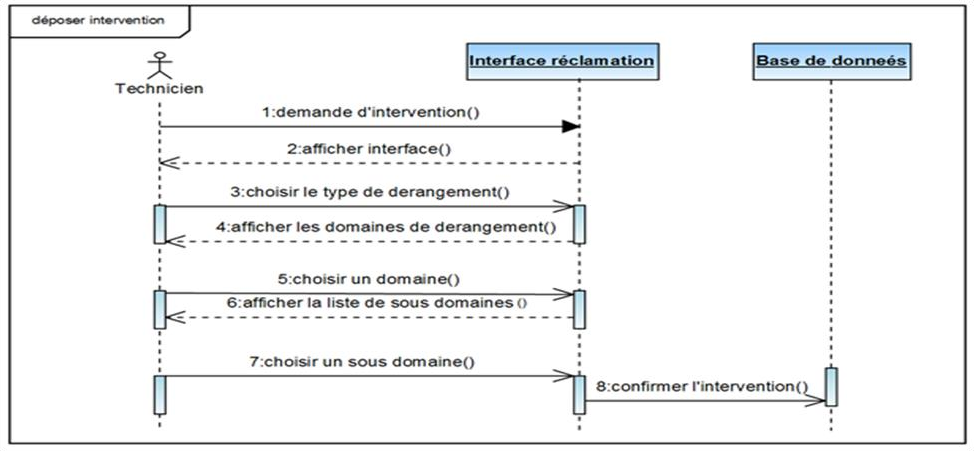 déposer intervention
Technicien
Interface réclamation
Base de donneés
1:demande d'intervention()
2:afficher interface()
3:choisir le type de derangement()
4:afficher les domaines de derangement()
5:choisir un domaine()
6:afficher la liste de sous domaines ()
7:choisir un sous domaine()
8:confirmer l'intervention()